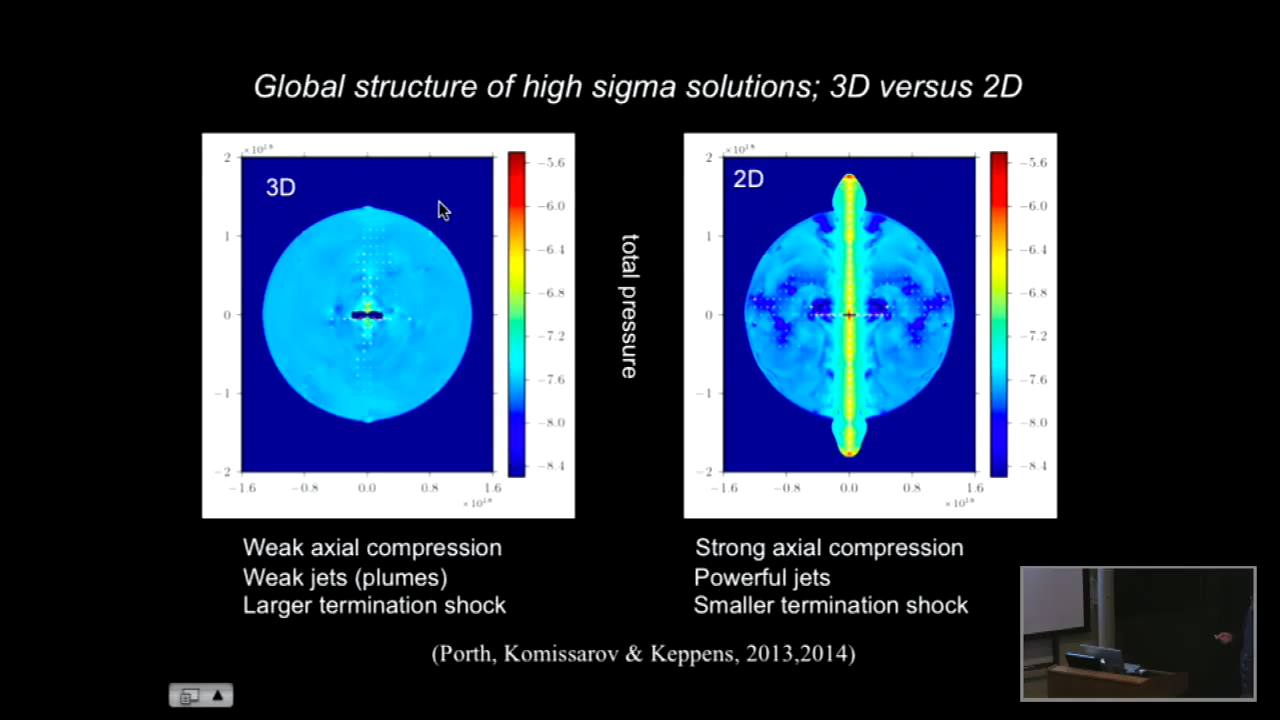 Global structure of high sigma solutions; 3D versus 2D
3D
2
1
0
−1
−2
−1.6 −0.8 0.0 0.8 1.6
−5.6
−6.0
−6.4
−6.8
−7.2
−7.6
−8.0
−8.4
total pressure
2D
2
1
0
−1
−2
−1.6 −0.8 0.0 0.8 1.6
−5.6
−6.0
−6.4
−6.8
−7.2
−7.6
−8.0
−8.4
Weak axial compression
Weak jets (plumes)
Larger termination shock
Strong axial compression
Powerful jets
Smaller termination shock
(Porth, Komissarov & Keppens, 2013,2014)